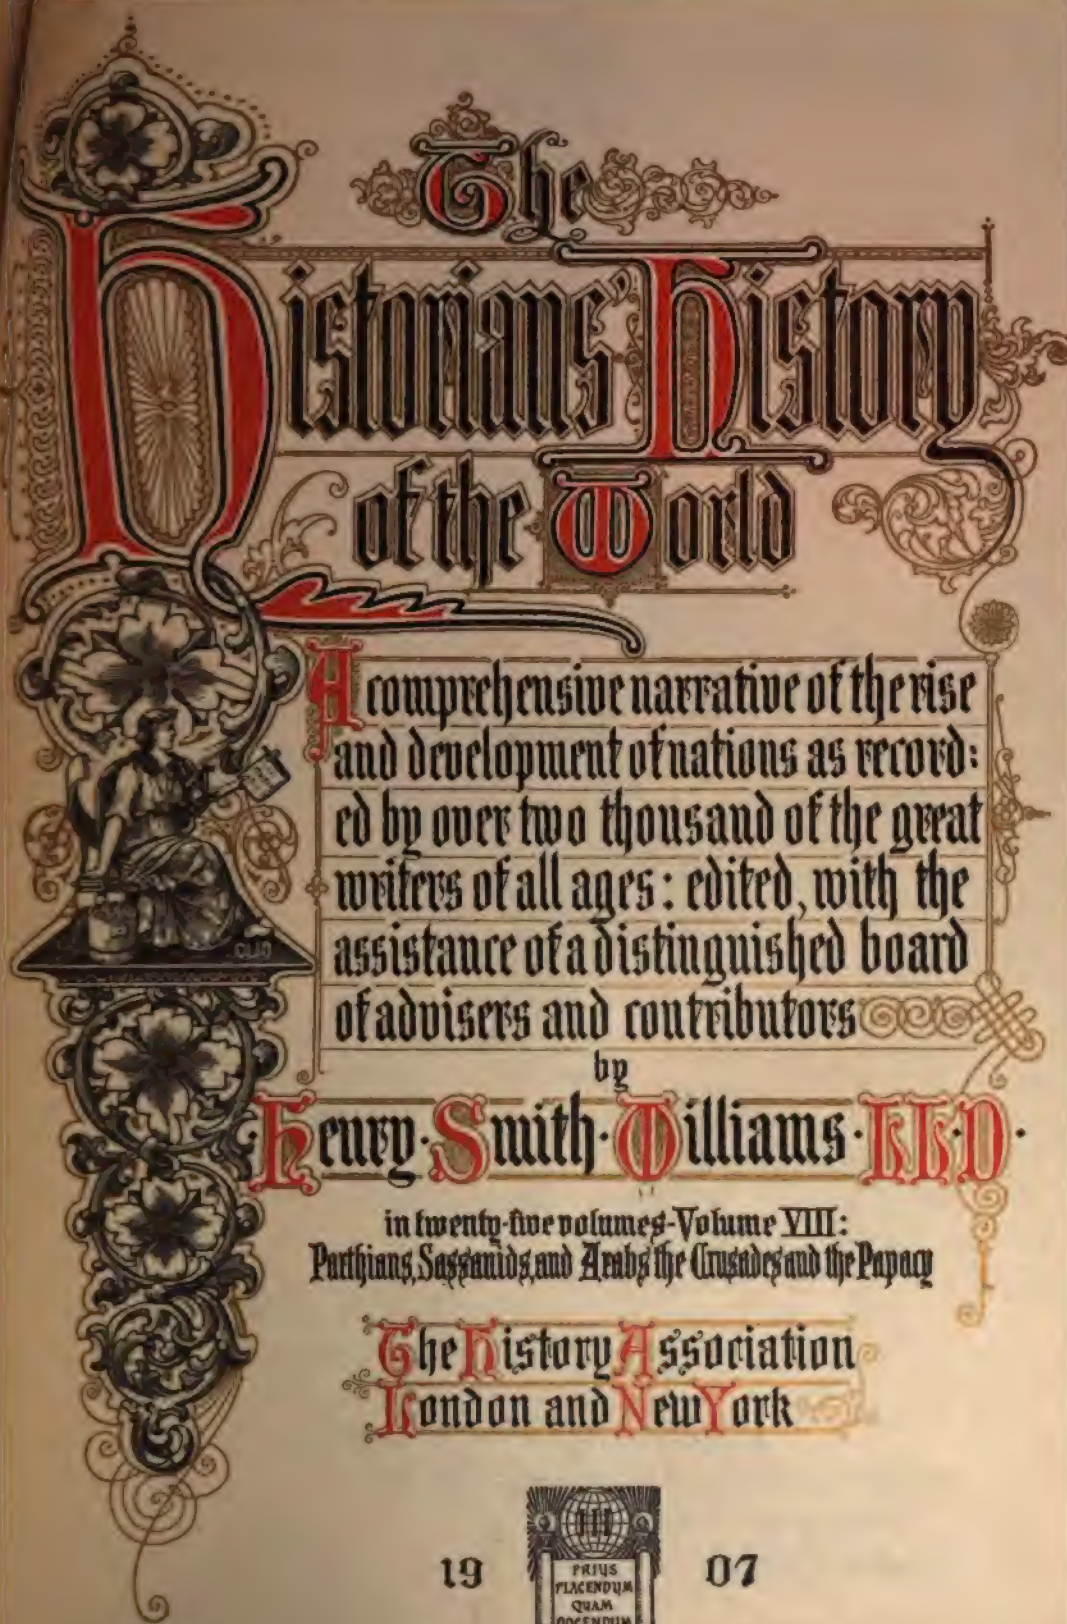 The
Historians' History
of the World
A comprehensive narrative of the rise
and development of nations as record:
ed by over two thousand of the great
writers of all ages: edited, with the
assistance of a distinguished board
of advisers and contributors
by
Henry·Smith·Williams·LL·D·
in twenty-five volumes-Volume VIII:
Parthians, Sassanids, and Arabs the Crusades and the Papacy
The History Association
London and New York
19 07
PRIUS
PLACENDUM
QUAM
DOCENDUM
CLIO